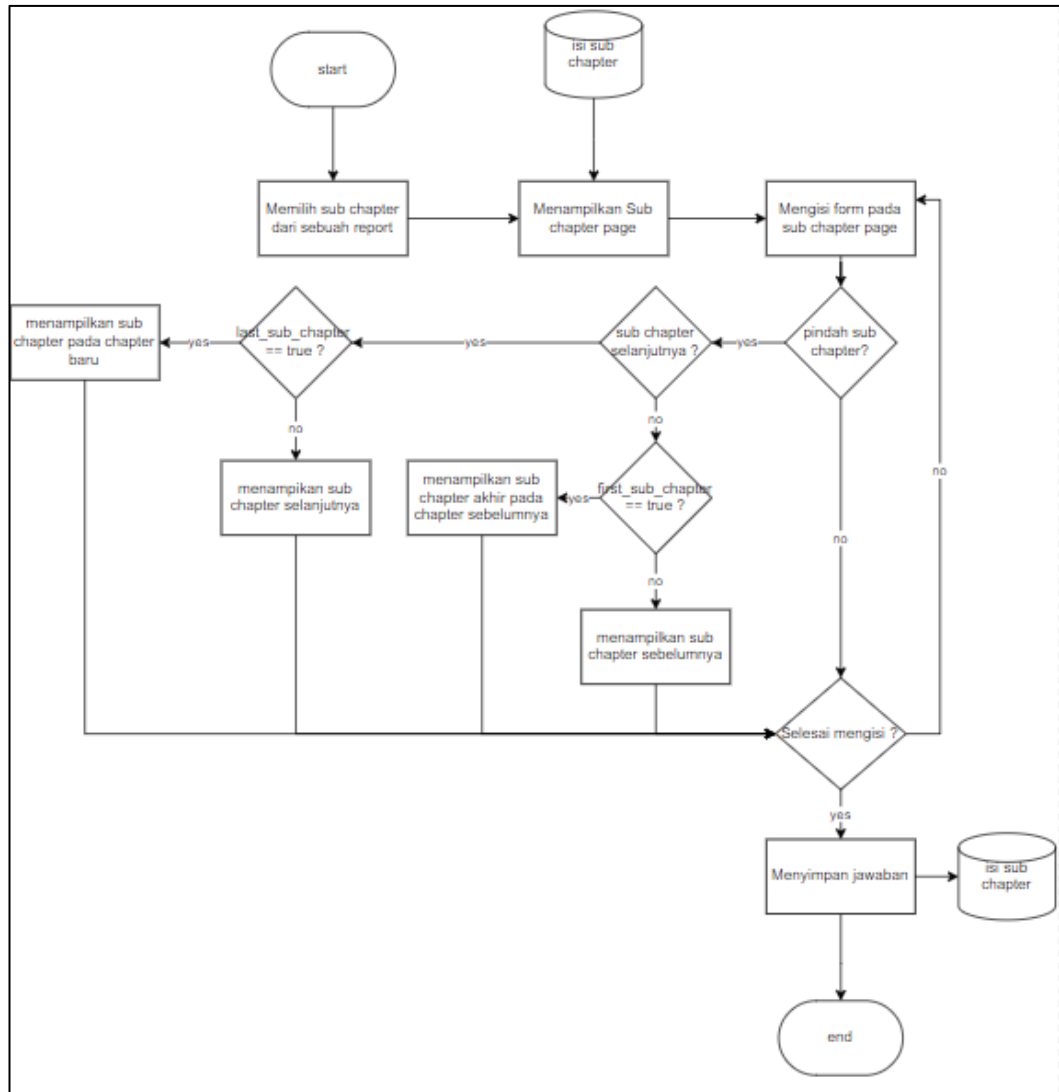 start
isi sub
chapter
Memilih sub chapter
dari sebuah report
Menampilkan Sub
chapter page
Mengisi form pada
sub chapter page
menampilkan sub
chapter pada chapter
baru
yes
last_sub_chapter
== true ?
yes
sub chapter
selanjutnya ?
yes
pindah sub
chapter?
no
no
no
menampikan sub
chapter selanjutnya
menampilkan sub
chapter akhir pada
chapter sebelumnya
yes
first_sub_chapter
== true ?
no
no
menampilkan sub
chapter sebelumnya
Selesai mengisi ?
yes
Menyimpan jawaban
isi sub
chapter
end